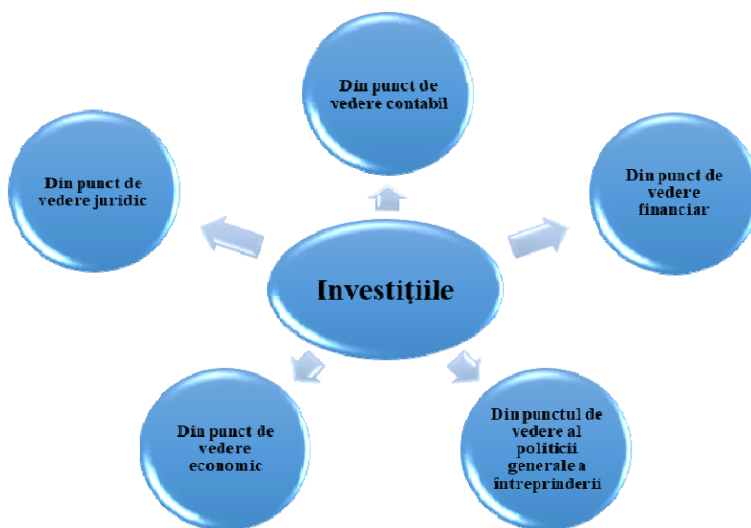 Din punct de
vedere contabil
Din punct de
vedere juridic
Din punct de
vedere
financiar
Investiţiile
Din punct de
vedere
economic
Din punctul de
vedere al
politicii
generale a
întreprinderii